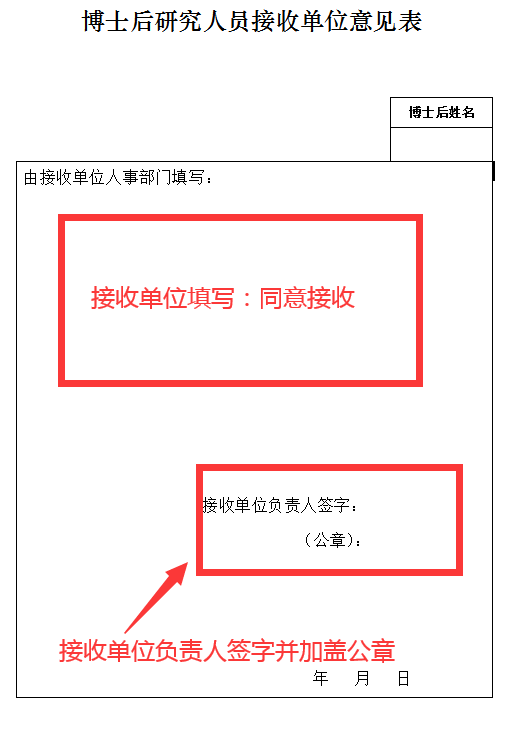 博士后研究人员接收单位意见表
博士后姓名
由接收单位人事部门填写：
接收单位填写：同意接收
接收单位负责人签字：
（公章）：
接收单位负责人签字并加盖公章
年 月 日